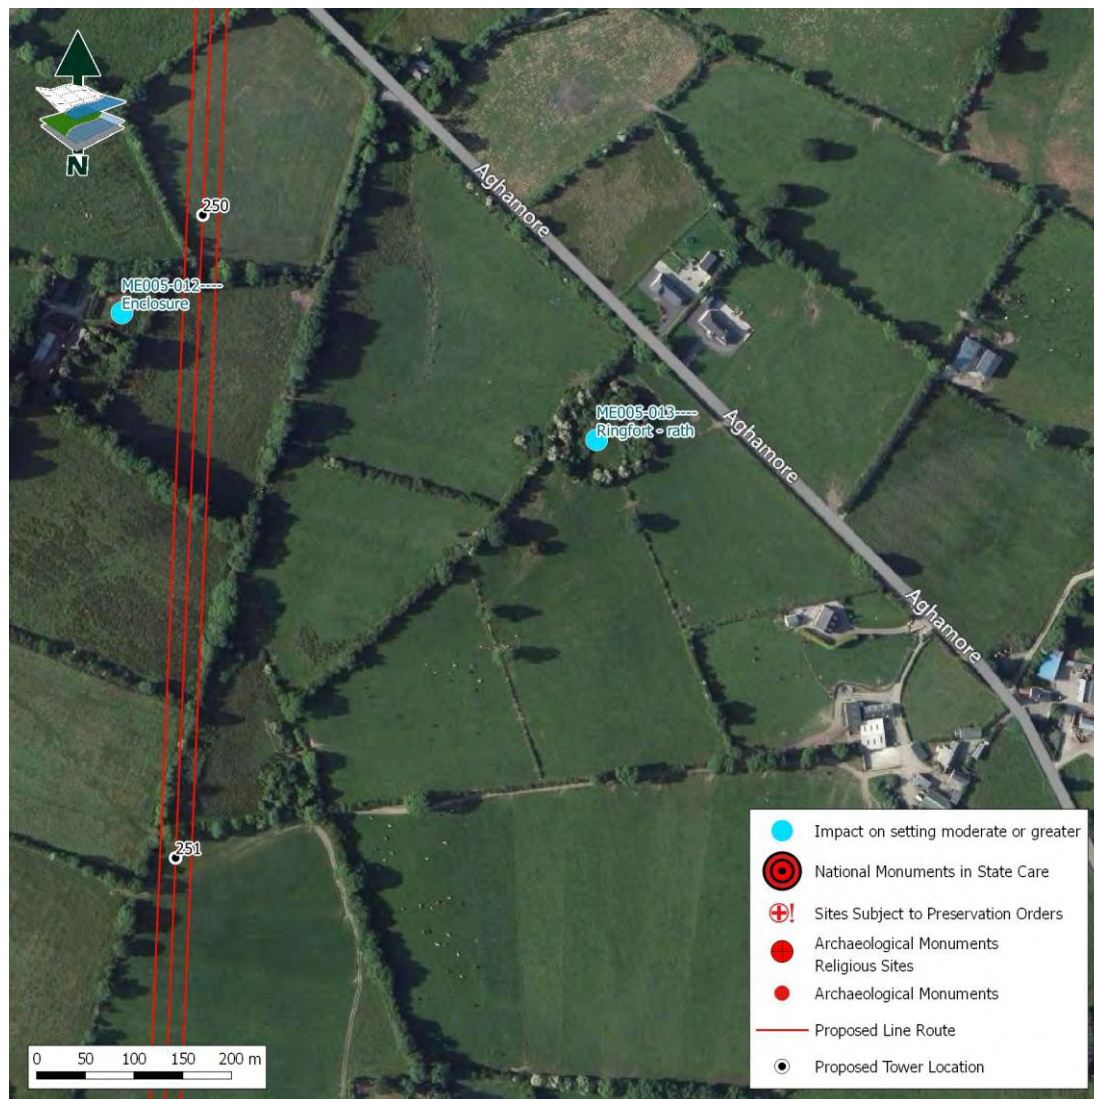 N
250
ME005-012----
Enclosure
Aghamore
ME005-013----
Ringfort - rath
Aghamore
Aghamore
251
Impact on setting moderate or greater
National Monuments in State Care
Sites Subject to Preservation Orders
Archaeological Monuments
Religious Sites
Archaeological Monuments
Proposed Line Route
Proposed Tower Location
0 50 100 150 200 m